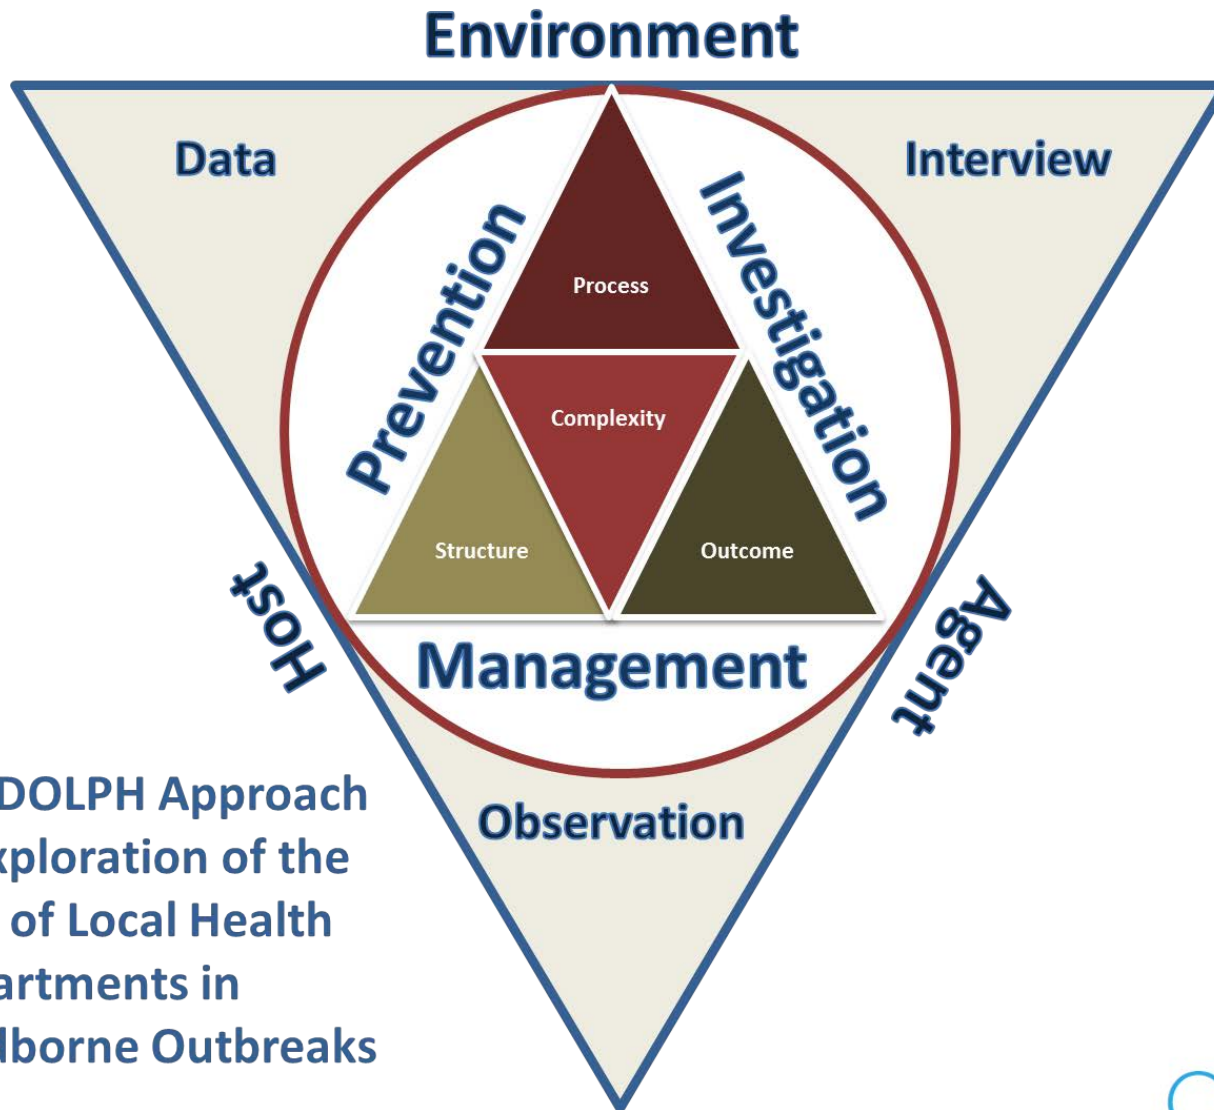 Environment
Data
Interview
Prevention
Investigation
Process
Complexity
Structure
Outcome
Host
Agent
Management
Observation
DOLPH Approach
xploration of the
of Local Health
artments in
dborne Outbreaks